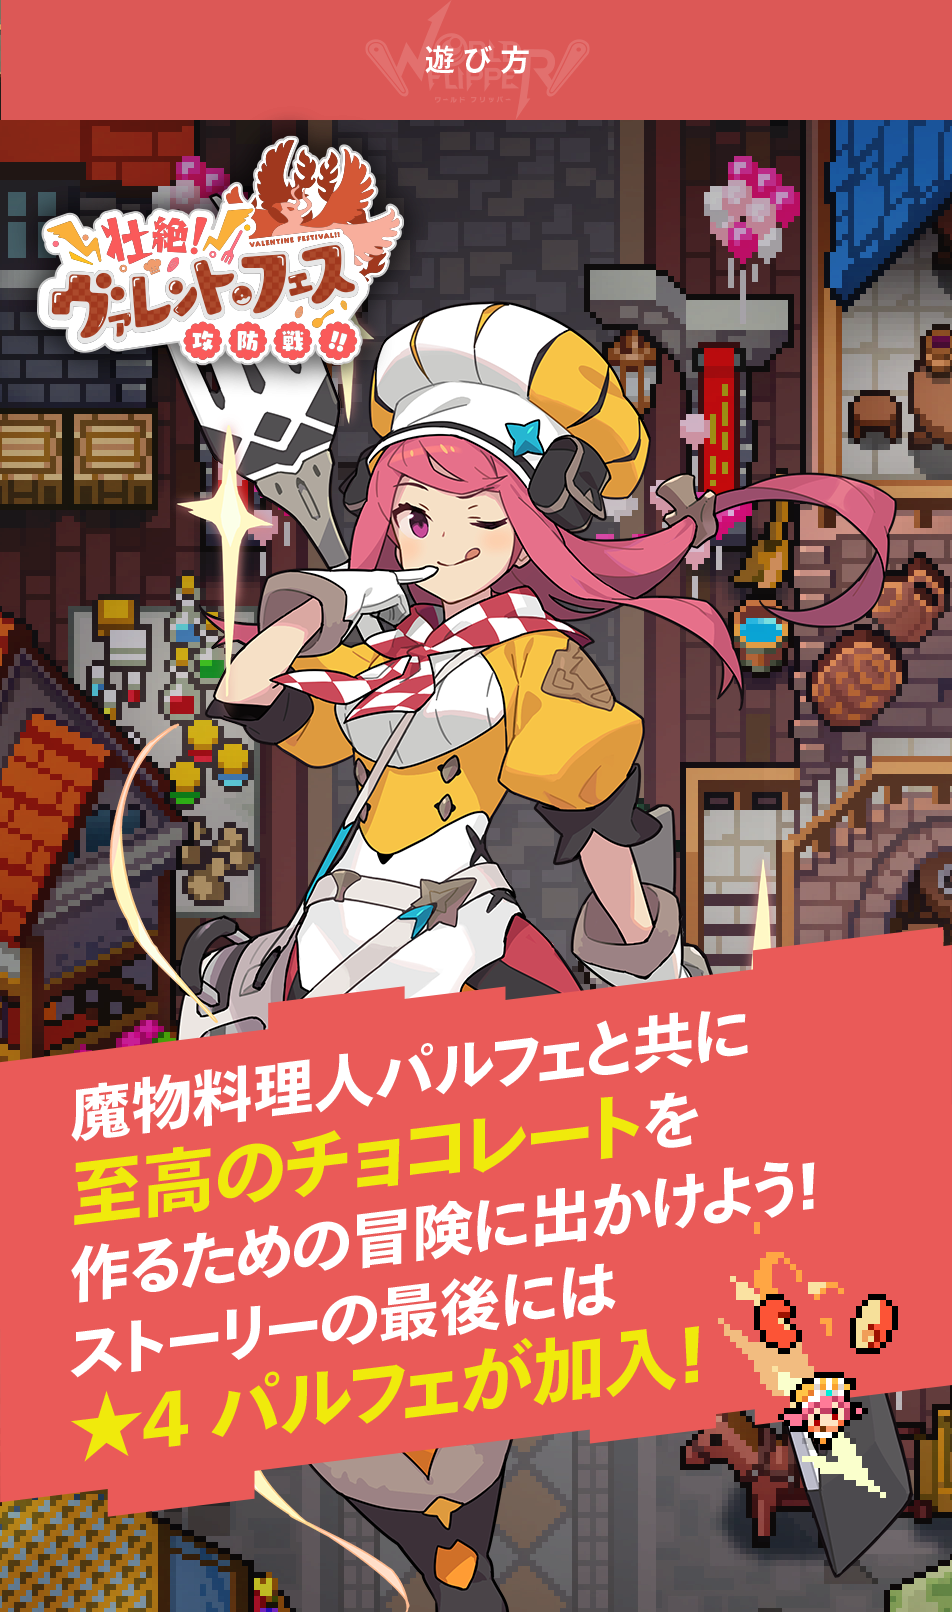 WORLD FLIPPER
ワールド フリッパー
遊び方
VALENTINE FESTIVAL!!
壮絶!
ヴァレント・フェス
攻防戦!!
魔物料理人パルフェと共に
至高のチョコレートを
作るための冒険に出かけよう!
ストーリーの最後には
★4 パルフェが加入!